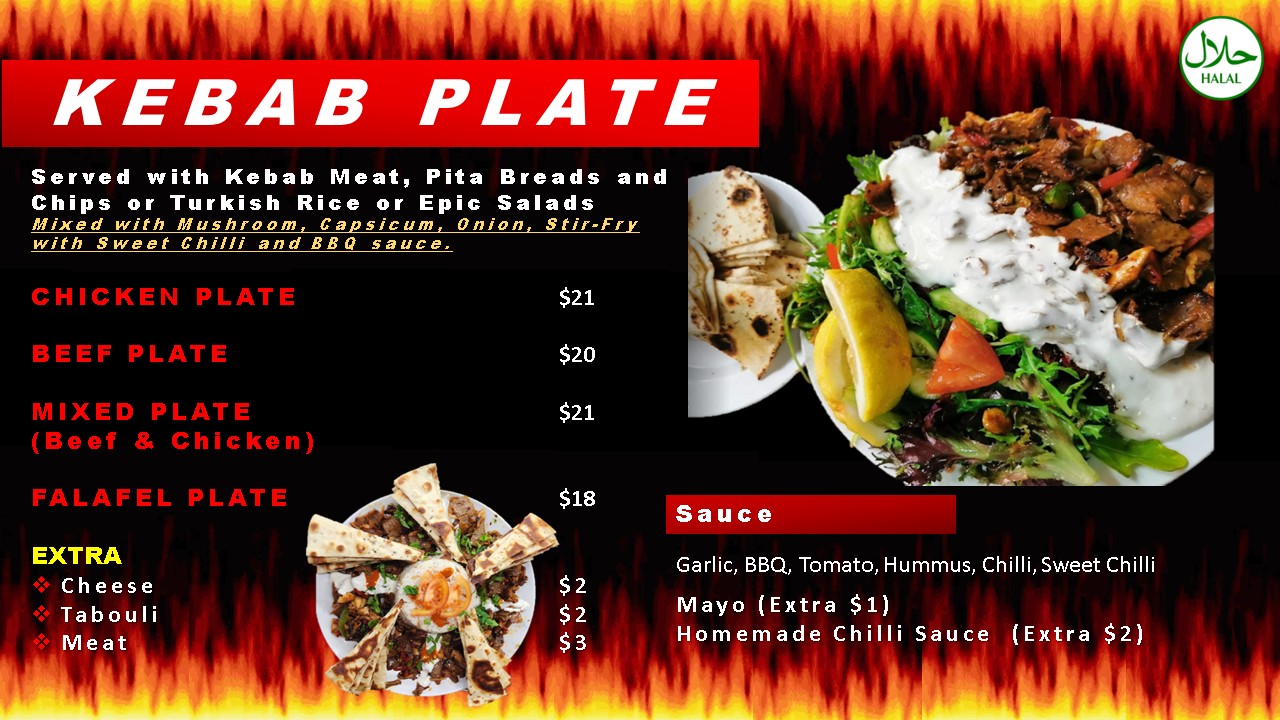 حلال
HALAL
KEBAB PLATE
Served with Kebab Meat, Pita Breads and
Chips or Turkish Rice or Epic Salads
Mixed with Mushroom, Capsicum, Onion, Stir-Fry
with Sweet Chilli and BBQ sauce.
CHICKEN PLATE $21
BEEF PLATE $20
MIXED PLATE $21
(Beef & Chicken)
FALAFEL PLATE $18
EXTRA
❖ Cheese $2
❖ Tabouli $2
❖ Meat $3
Sauce
Garlic, BBQ, Tomato, Hummus, Chilli, Sweet Chilli
Mayo (Extra $1)
Homemade Chilli Sauce (Extra $2)